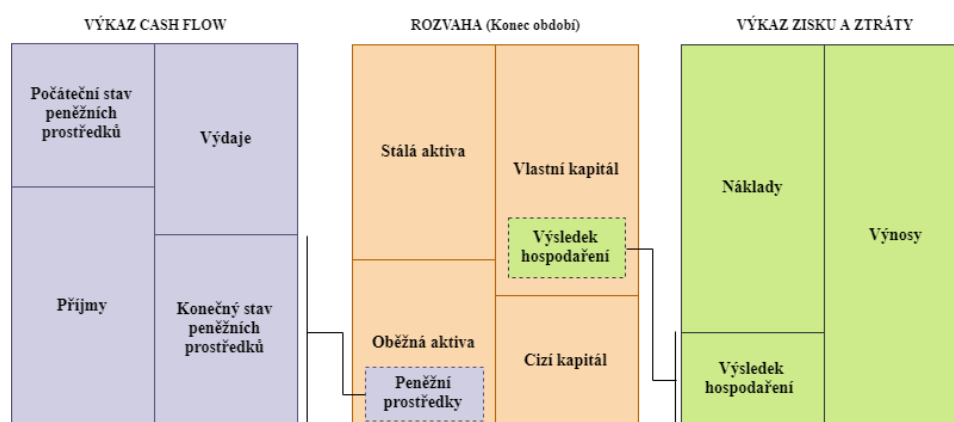 VÝKAZ CASH FLOW
Počáteční stav
peněžních
prostředků
Výdaje
Příjmy
Konečný stav
peněžních
prostředků
ROZVAHA (Konec období)
Stálá aktiva
Vlastní kapitál
Výsledek
hospodaření
Oběžná aktiva
Peněžní
prostředky
Cizí kapitál
VÝKAZ ZISKU A ZTRÁTY
Náklady
Výnosy
Výsledek
hospodaření